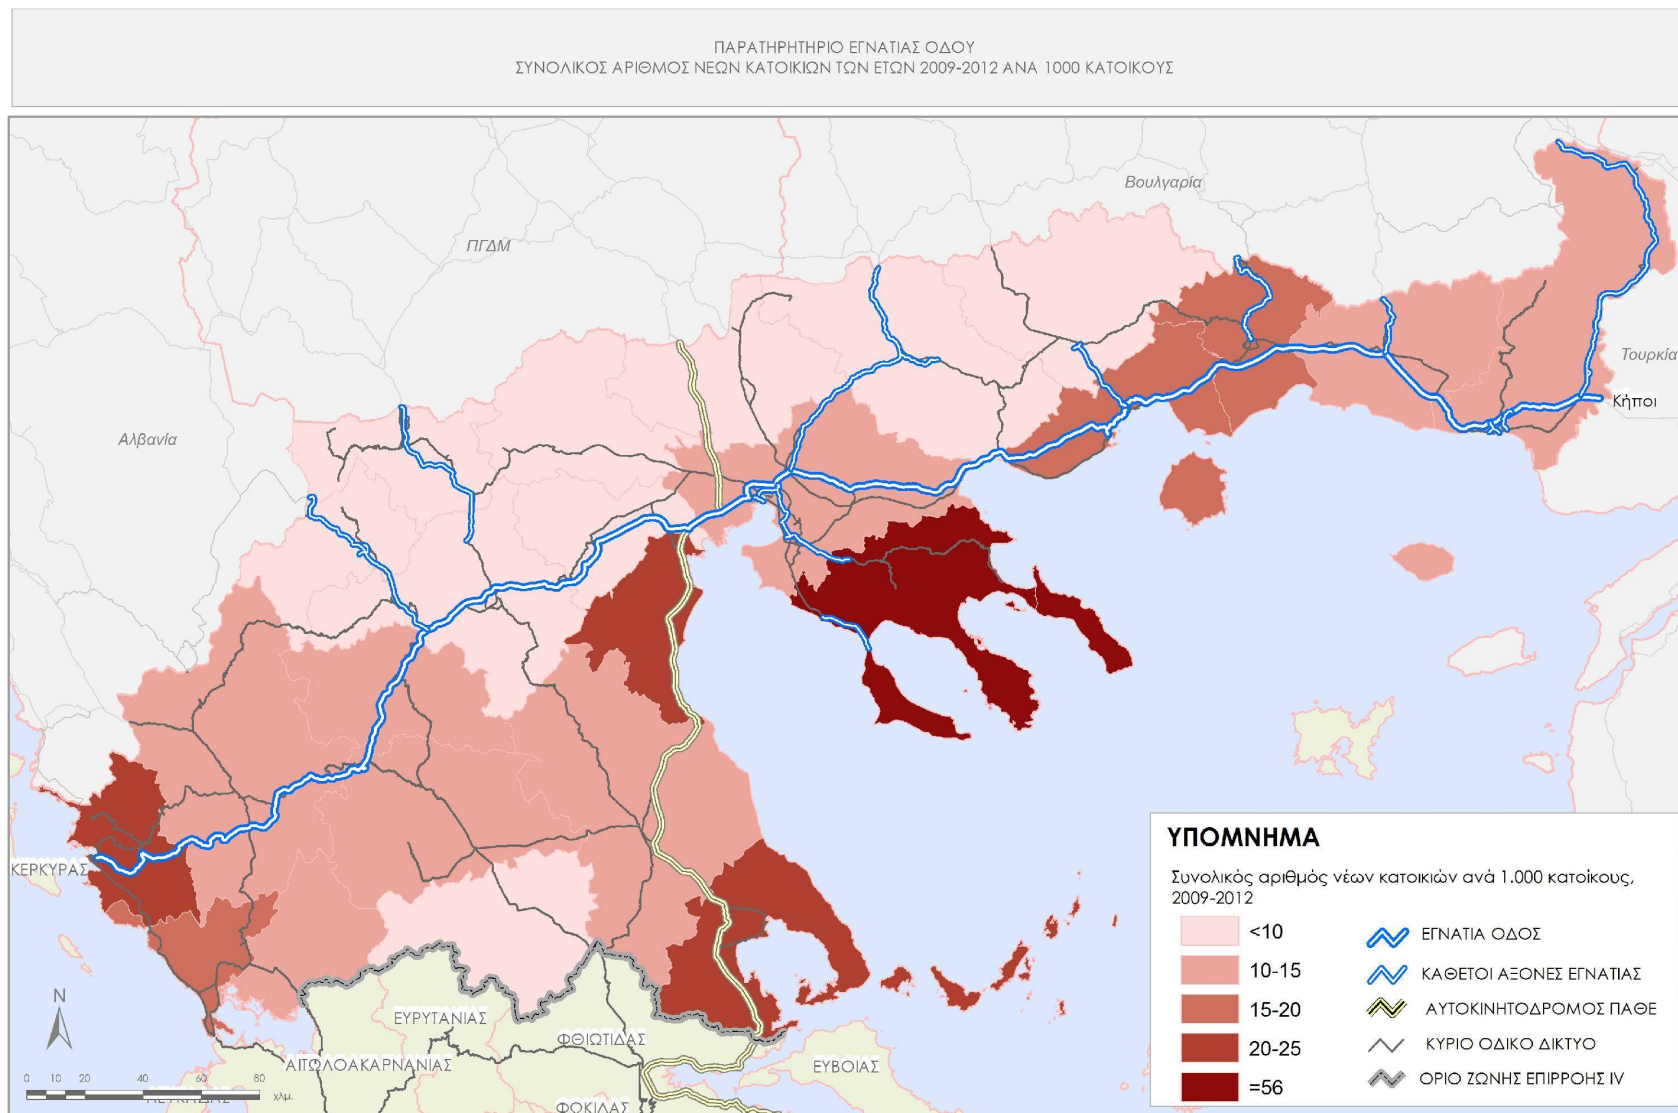 ΠΑΡΑΤΗΡΗΤΗΡΙΟ ΕΓΝΑΤΙΑΣ ΟΔΟΥ
ΣΥΝΟΛΙΚΟΣ ΑΡΙΘΜΟΣ ΝΕΩΝ ΚΑΤΟΙΚΙΩΝ ΤΩΝ ΕΤΩΝ 2009-2012 ΑΝΑ 1000 ΚΑΤΟΙΚΟΥΣ
Βουλγαρία
ΠΓΔΜ
Τουρκία
Κήποι
Αλβανία
ΚΕΡΚΥΡΑΣ
ΕΥΡΥΤΑΝΙΑΣ
ΦΘΙΩΤΙΔΑΣ
ΑΙΤΩΛΟΑΚΑΡΝΑΝΙΑΣ
ΕΥΒΟΙΑΣ
ΛΕΥΚΑΔΑΣ
ΦΩΚΙΔΑΣ
N
0 10 20 40 60 80
χλμ.
ΥΠΟΜΝΗΜΑ
Συνολικός αριθμός νέων κατοικιών ανά 1.000 κατοίκους,
2009-2012
<10
10-15
15-20
20-25
=56
ΕΓΝΑΤΙΑ ΟΔΟΣ
ΚΑΘΕΤΟΙ ΑΞΟΝΕΣ ΕΓΝΑΤΙΑΣ
ΑΥΤΟΚΙΝΗΤΟΔΡΟΜΟΣ ΠΑΘΕ
ΚΥΡΙΟ ΟΔΙΚΟ ΔΙΚΤΥΟ
ΟΡΙΟ ΖΩΝΗΣ ΕΠΙΡΡΟΗΣ IV